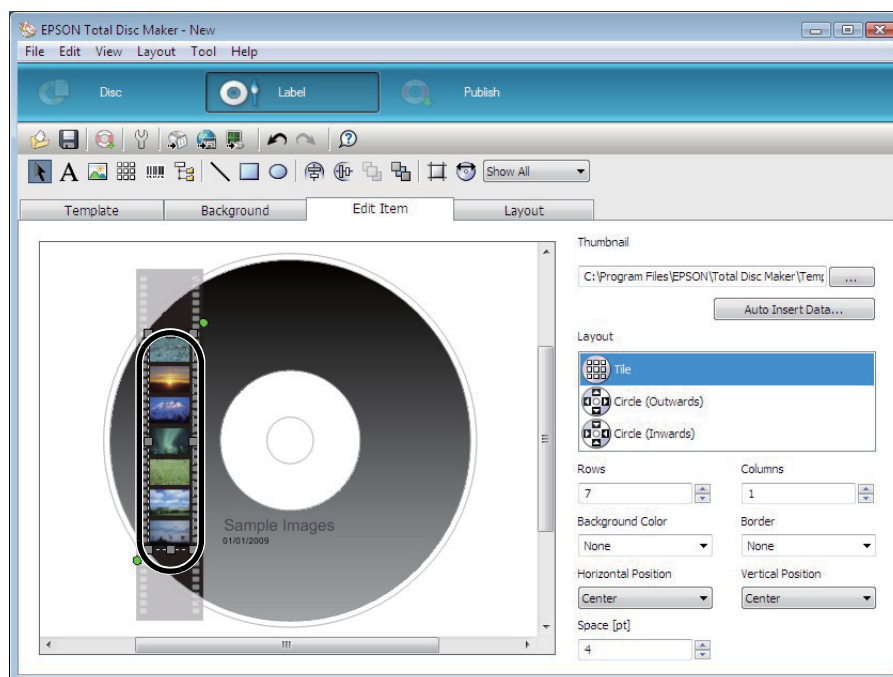 EPSON Total Disc Maker - New
File Edit View Layout Tool Help
Disc Label Publish
A Show All
Template Background Edit Item Layout
Thumbnail
C:\Program Files\EPSON\Total Disc Maker\Temp ...
Auto Insert Data...
Layout
Tile
Circle (Outwards)
Circle (Inwards)
Rows Columns
7 1
Background Color Border
None None
Horizontal Position Vertical Position
Center Center
Space [pt]
4
Sample Images
01/01/2009